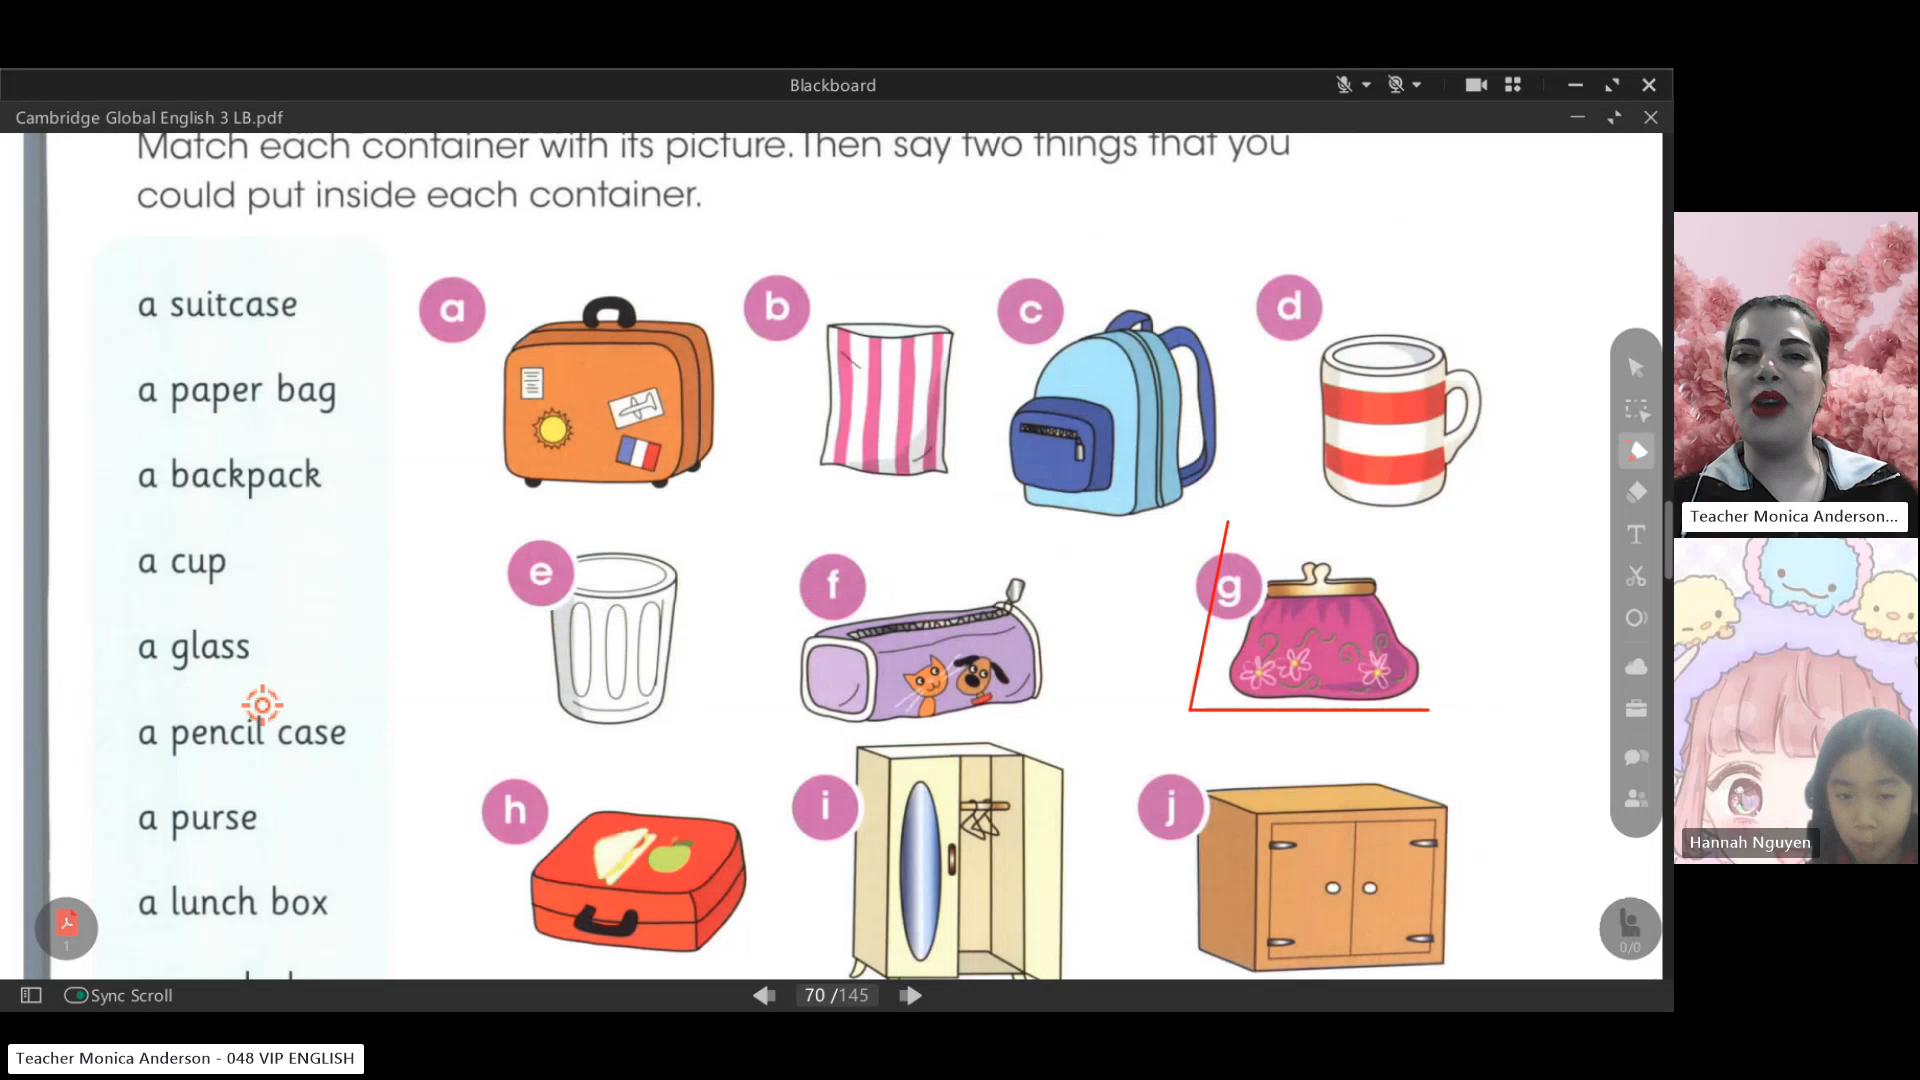 Blackboard
Cambridge Global English 3 LB.pdf
Match each container with its picture. Then say two things that you
could put inside each container.
a suitcase
a paper bag
a backpack
a cup
a glass
a pencil case
a purse
a lunch box
a
b
c
d
e
f
g
h
i
j
T
1
0/0
Sync Scroll
70 /145
Teacher Monica Anderson...
Hannah Nguyen
Teacher Monica Anderson - 048 VIP ENGLISH